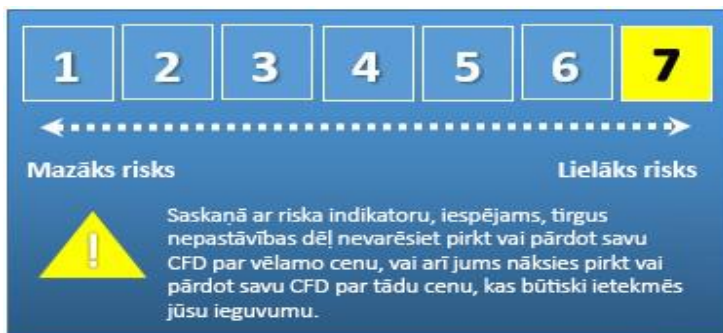 1 2 3 4 5 6 7
Mazāks risks Lielāks risks
Saskaņā ar riska indikatoru, iespējams, tirgus
nepastāvības dēļ nevarēsiet pirkt vai pārdot savu
CFD par vēlamo cenu, vai arī jums nāksies pirkt vai
pārdot savu CFD par tādu cenu, kas būtiski ietekmēs
jūsu ieguvumu.
!